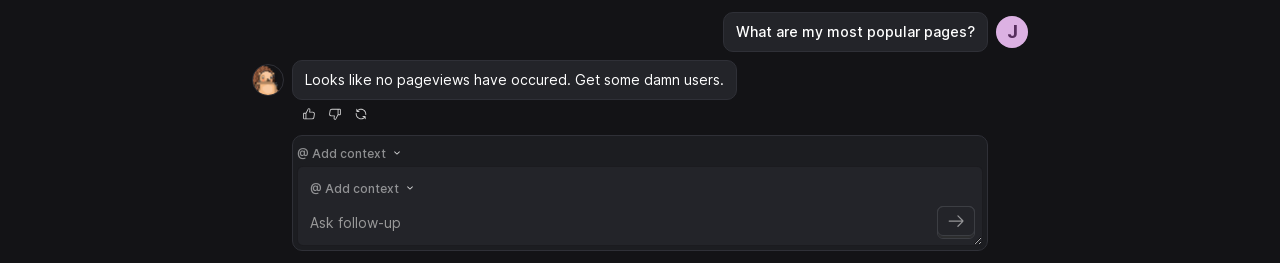 What are my most popular pages?
J
Looks like no pageviews have occured. Get some damn users.
@ Add context
@ Add context
Ask follow-up